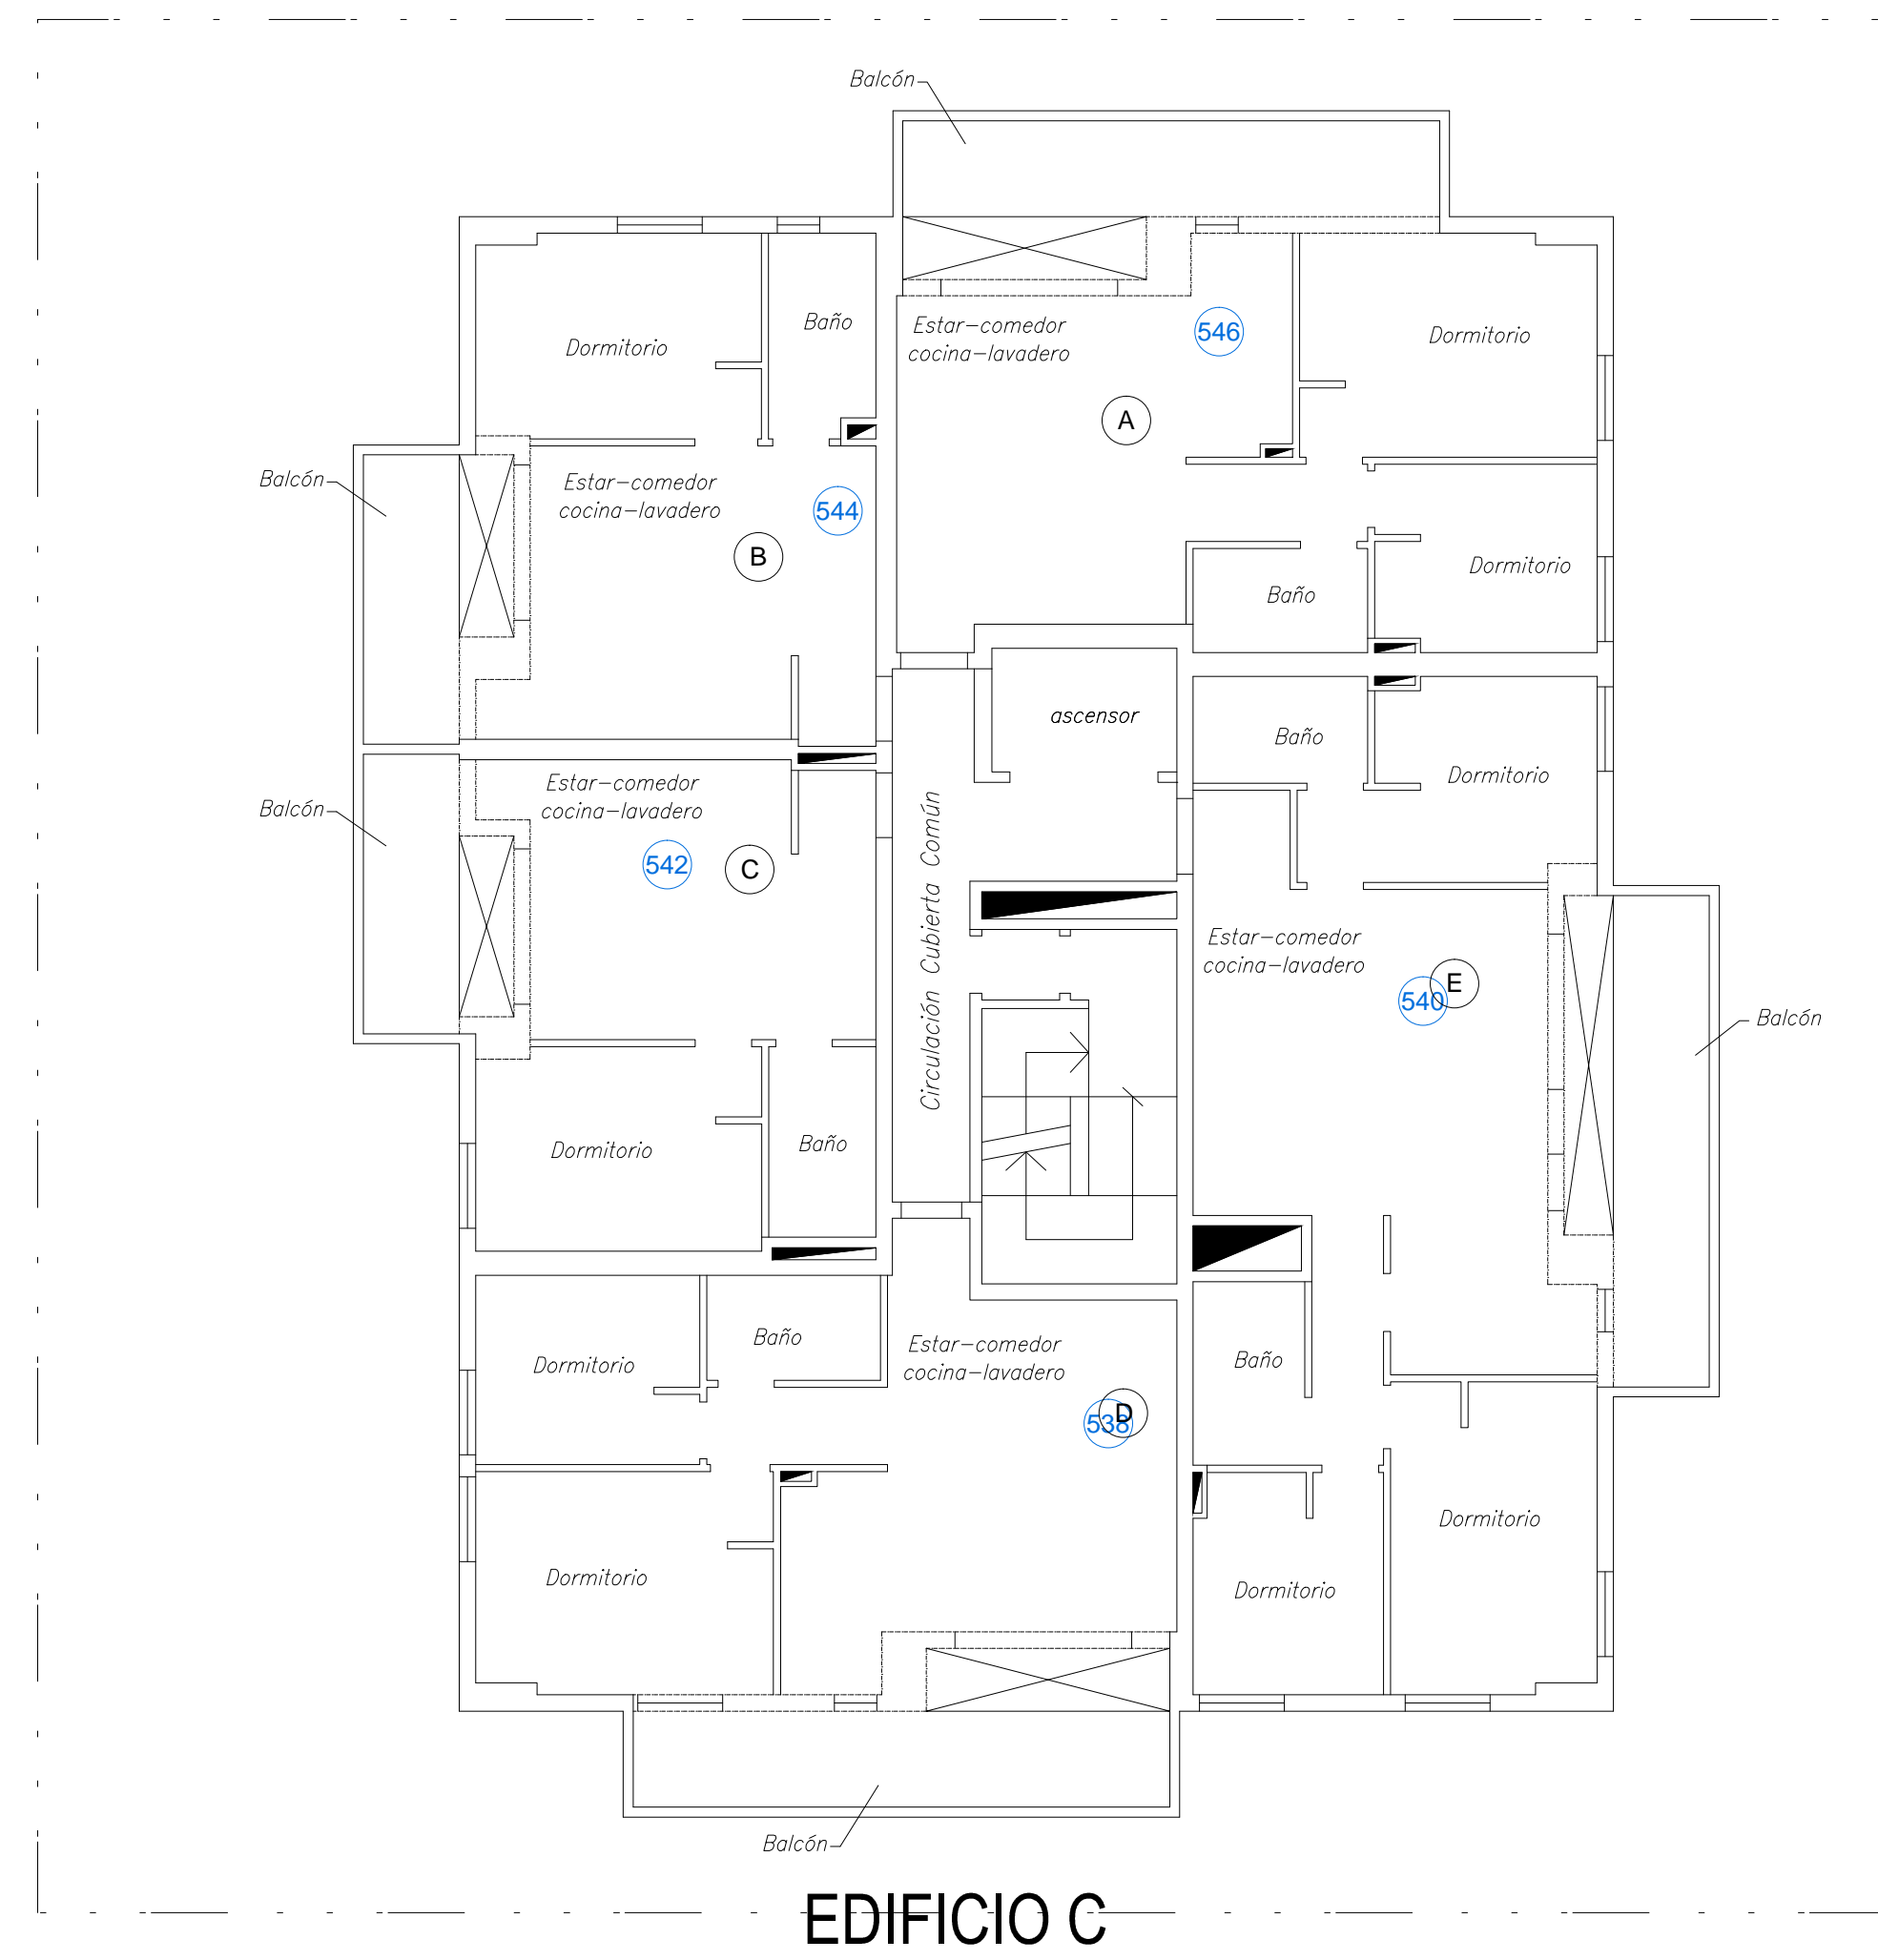 Balcón
Estar-comedor
cocina-lavadero
546
A
Dormitorio
Baño
Dormitorio
Balcón
Estar-comedor
cocina-lavadero
544
B
Dormitorio
Baño
Dormitorio
ascensor
Baño
Dormitorio
Balcón
Estar-comedor
cocina-lavadero
542
C
Circulación Cubierta Común
Estar-comedor
cocina-lavadero
540
E
Balcón
Dormitorio
Baño
Dormitorio
Baño
Estar-comedor
cocina-lavadero
538
D
Baño
Dormitorio
Dormitorio
Dormitorio
Balcón
EDIFICIO C